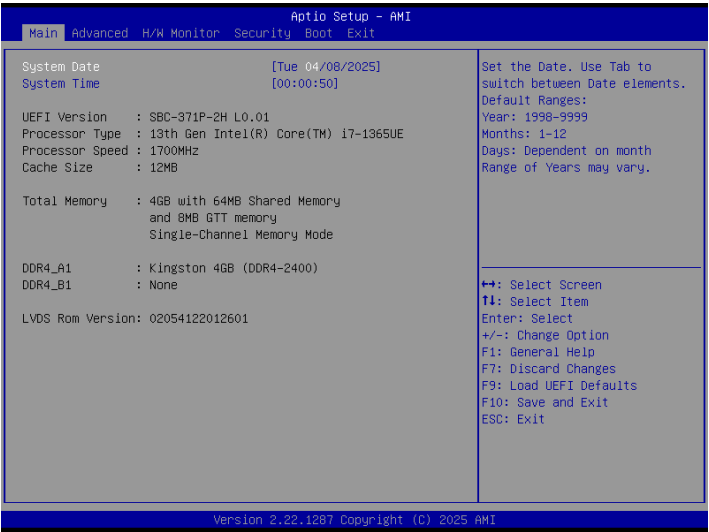 Aptio Setup - AMI
Main Advanced H/W Monitor Security Boot Exit
System Date [Tue 04/08/2025]
System Time [00:00:50]
UEFI Version : SBC-371P-2H L0.01
Processor Type : 13th Gen Intel(R) Core(TM) i7-1365UE
Processor Speed : 1700MHz
Cache Size : 12MB
Total Memory : 4GB with 64MB Shared Memory
and 8MB GTT memory
Single-Channel Memory Mode
DDR4_A1 : Kingston 4GB (DDR4-2400)
DDR4_B1 : None
LVDS Rom Version: 02054122012601
Set the Date. Use Tab to
switch between Date elements.
Default Ranges:
Year: 1998-9999
Months: 1-12
Days: Dependent on month
Range of Years may vary.
↔: Select Screen
↑↓: Select Item
Enter: Select
+/-: Change Option
F1: General Help
F7: Discard Changes
F9: Load UEFI Defaults
F10: Save and Exit
ESC: Exit
Version 2.22.1287 Copyright (C) 2025 AMI